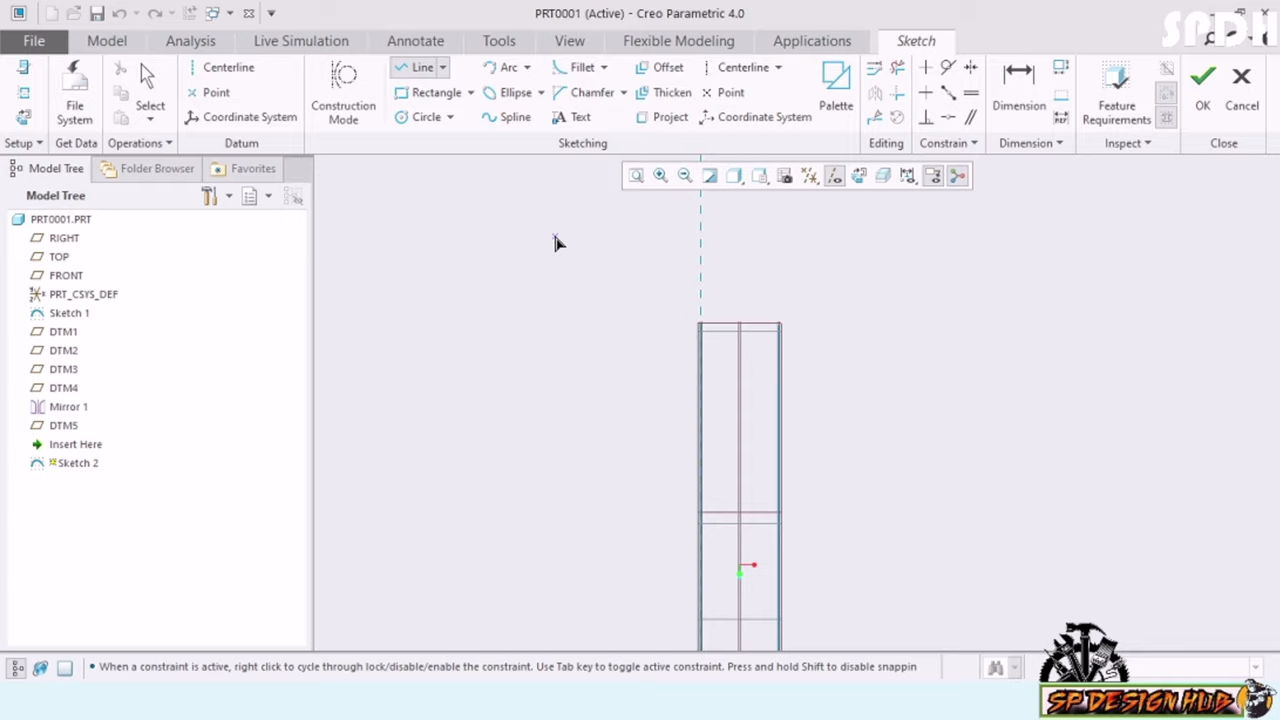 PRT0001 (Active) - Creo Parametric 4.0
SPDH
File Model Analysis Live Simulation Annotate Tools View Flexible Modeling Applications Sketch
Centerline Line Arc Fillet Offset Centerline
Point Rectangle Ellipse Chamfer Thicken Point
Coordinate System Circle Spline Text Project Coordinate System
File System Select Construction Mode Palette Dimension Feature Requirements OK Cancel
Setup Get Data Operations Datum Sketching Editing Constrain Dimension Inspect Close
Model Tree Folder Browser Favorites
Model Tree
PRT0001.PRT
RIGHT
TOP
FRONT
PRT_CSYS_DEF
Sketch 1
DTM1
DTM2
DTM3
DTM4
Mirror 1
DTM5
Insert Here
Sketch 2
• When a constraint is active, right click to cycle through lock/disable/enable the constraint. Use Tab key to toggle active constraint. Press and hold Shift to disable snappin
SP DESIGN HUB